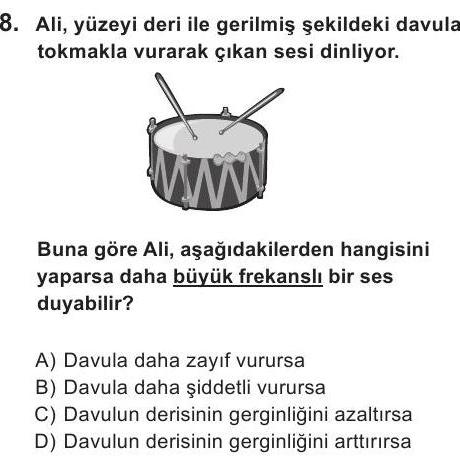 8. Ali, yüzeyi deri ile gerilmiş şekildeki davula
tokmakla vurarak çıkan sesi dinliyor.
Buna göre Ali, aşağıdakilerden hangisini
yaparsa daha büyük frekanslı bir ses
duyabilir?
A) Davula daha zayıf vurursa
B) Davula daha şiddetli vurursa
C) Davulun derisinin gerginliğini azaltırsa
D) Davulun derisinin gerginliğini arttırırsa